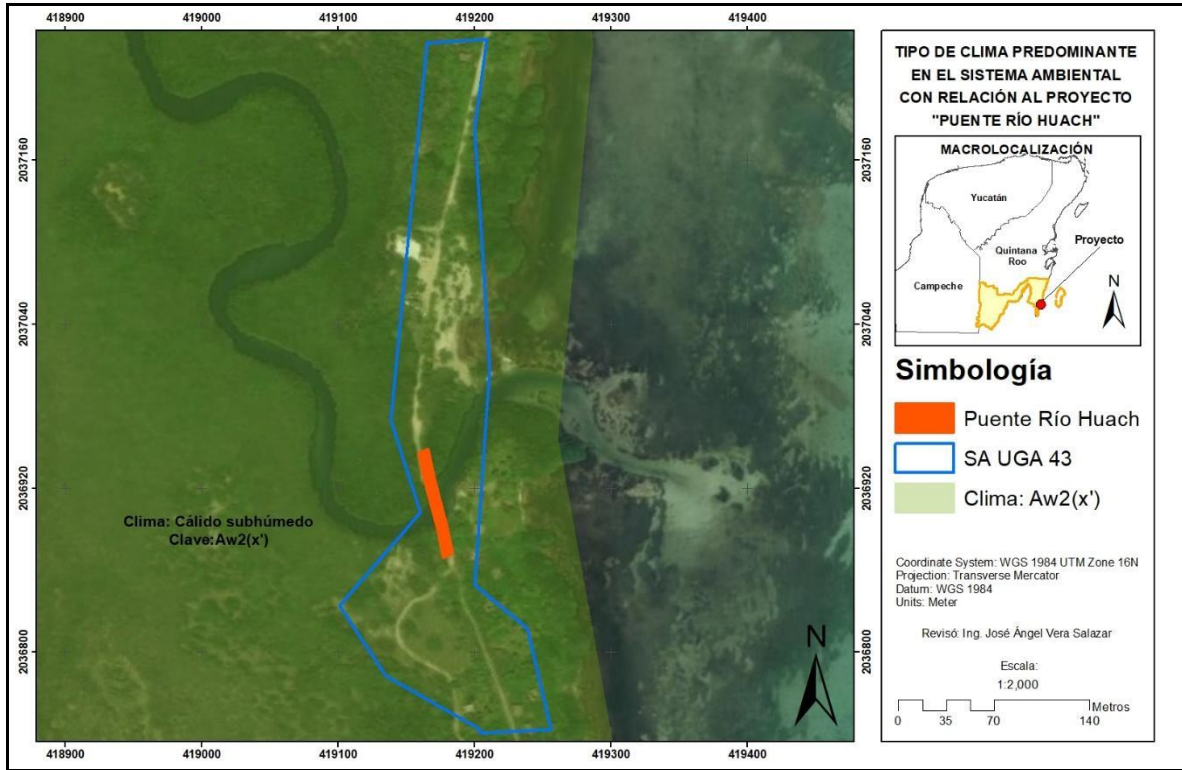 418900 419000 419100 419200 419300 419400
2037160
2037040
2036920
2036800
Clima: Cálido subhúmedo
Clave:Aw2(x')
N
418900 419000 419100 419200 419300 419400
2037160
2037040
2036920
2036800
TIPO DE CLIMA PREDOMINANTE
EN EL SISTEMA AMBIENTAL
CON RELACIÓN AL PROYECTO
"PUENTE RÍO HUACH"
MACROLOCALIZACIÓN
Yucatán
Quintana
Roo
Proyecto
Campeche
N
Simbología
Puente Río Huach
SA UGA 43
Clima: Aw2(x')
Coordinate System: WGS 1984 UTM Zone 16N
Projection: Transverse Mercator
Datum: WGS 1984
Units: Meter
Revisó: Ing. José Ángel Vera Salazar
Escala:
1:2,000
Metros
0 35 70 140